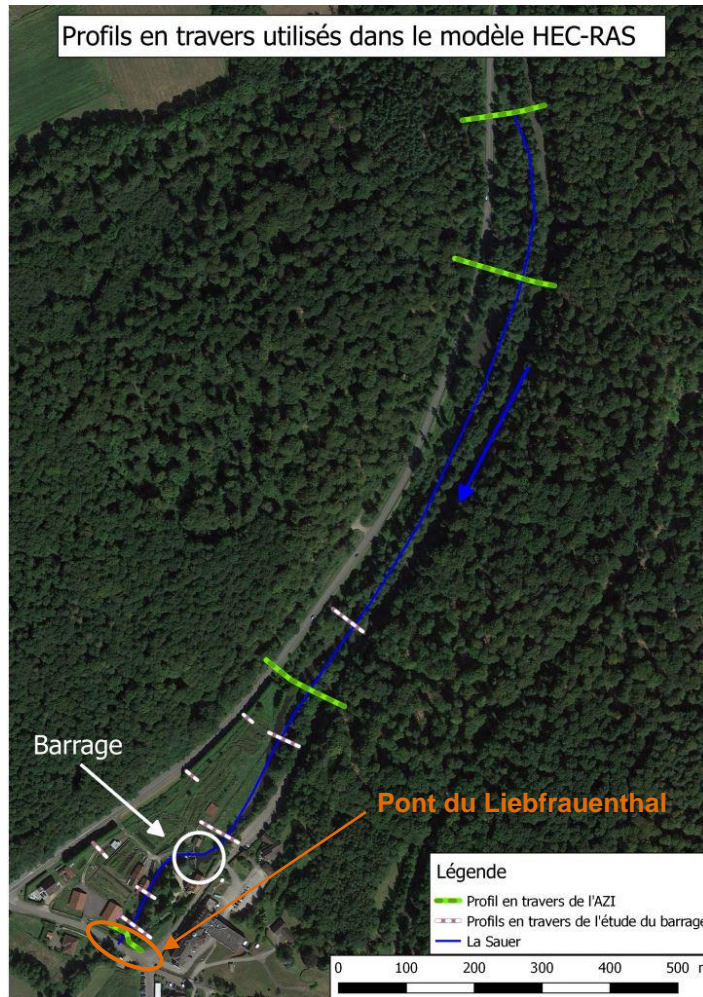 Profils en travers utilisés dans le modèle HEC-RAS
Barrage
Pont du Liebfrauenthal
Légende
Profil en travers de l'AZI
Profils en travers de l'étude du barrage
La Sauer
0 100 200 300 400 500 m